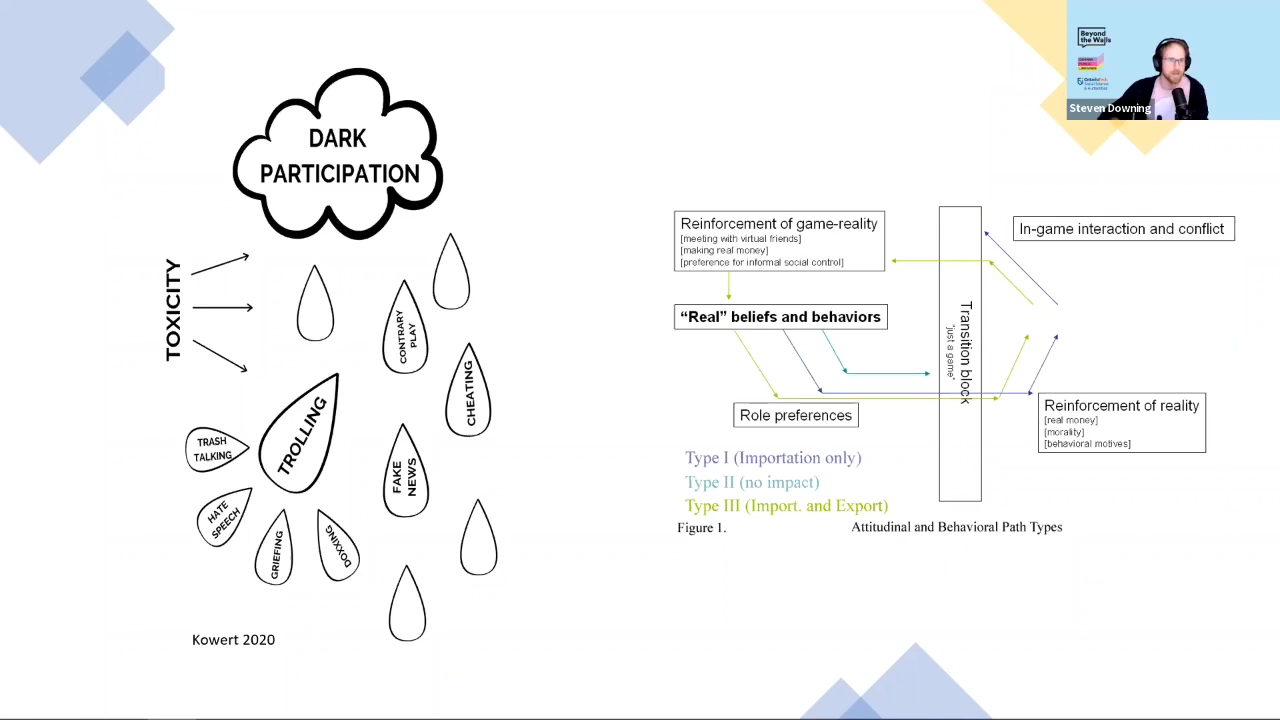 Beyond
the Walls
Steven Downing
DARK
PARTICIPATION
TOXICITY
CONTRARY
PLAY
CHEATING
TROLLING
FAKE
NEWS
TRASH
TALKING
HATE
SPEECH
GRIEFING
DOXXING
Kowert 2020
Reinforcement of game-reality
[meeting with virtual friends]
[making real money]
[preference for informal social control]
“Real” beliefs and behaviors
Role preferences
Transition block
"just a game"
In-game interaction and conflict
Reinforcement of reality
[real money]
[morality]
[behavioral motives]
Type I (Importation only)
Type II (no impact)
Type III (Import. and Export)
Figure 1.
Attitudinal and Behavioral Path Types